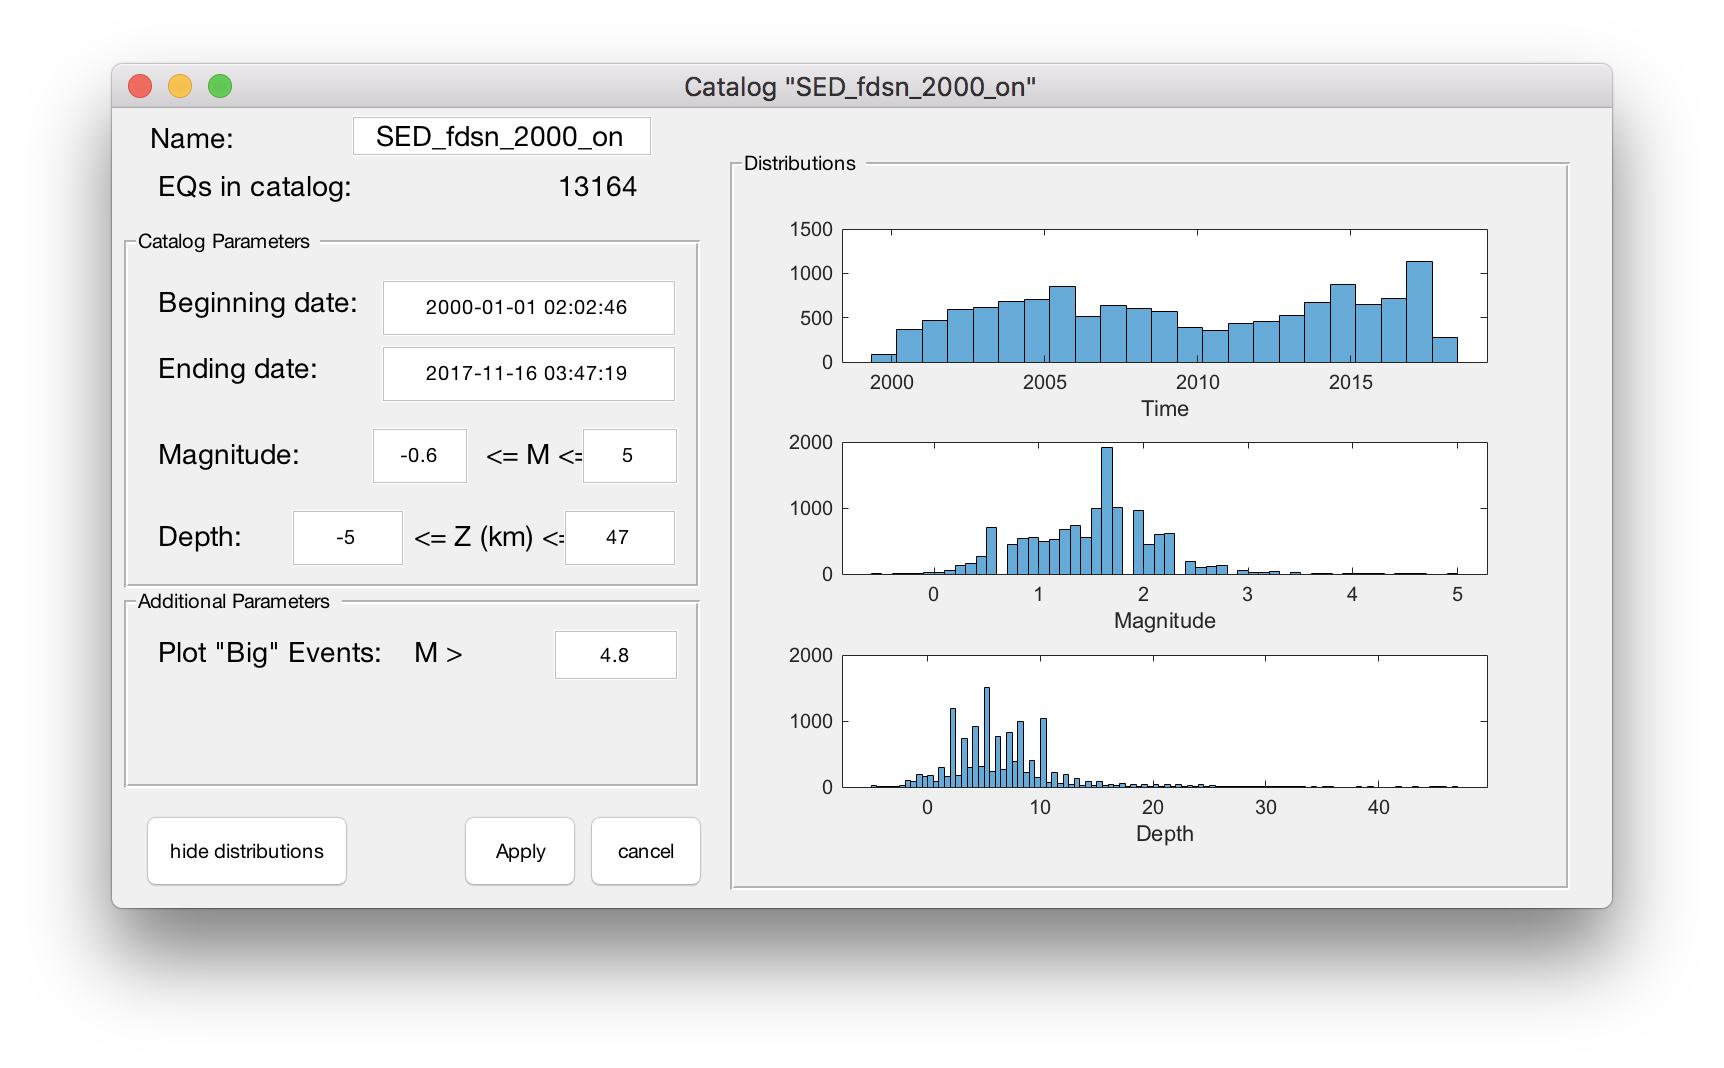 Catalog "SED_fdsn_2000_on"
Name: SED_fdsn_2000_on
EQs in catalog: 13164
Catalog Parameters
Beginning date: 2000-01-01 02:02:46
Ending date: 2017-11-16 03:47:19
Magnitude: -0.6 <= M <= 5
Depth: -5 <= Z (km) <= 47
Additional Parameters
Plot "Big" Events: M > 4.8
hide distributions Apply cancel
Distributions
1500
1000
500
0
2000 2005 2010 2015
Time
2000
1000
0
0 1 2 3 4 5
Magnitude
2000
1000
0
0 10 20 30 40
Depth